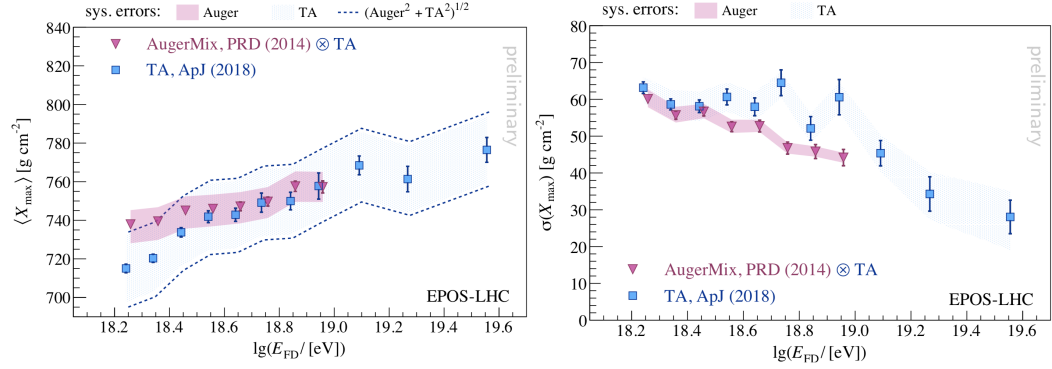 sys. errors: Auger TA (Auger² + TA²)^1/2
AugerMix, PRD (2014) ⊗ TA
TA, ApJ (2018)
preliminary
840
820
800
780
760
740
720
700
⟨X_max⟩ [g cm⁻²]
EPOS-LHC
18.2 18.4 18.6 18.8 19.0 19.2 19.4 19.6
lg(E_FD / [eV])
sys. errors: Auger TA
preliminary
80
70
60
50
40
30
20
10
0
σ(X_max) [g cm⁻²]
AugerMix, PRD (2014) ⊗ TA
TA, ApJ (2018)
EPOS-LHC
18.2 18.4 18.6 18.8 19.0 19.2 19.4 19.6
lg(E_FD / [eV])